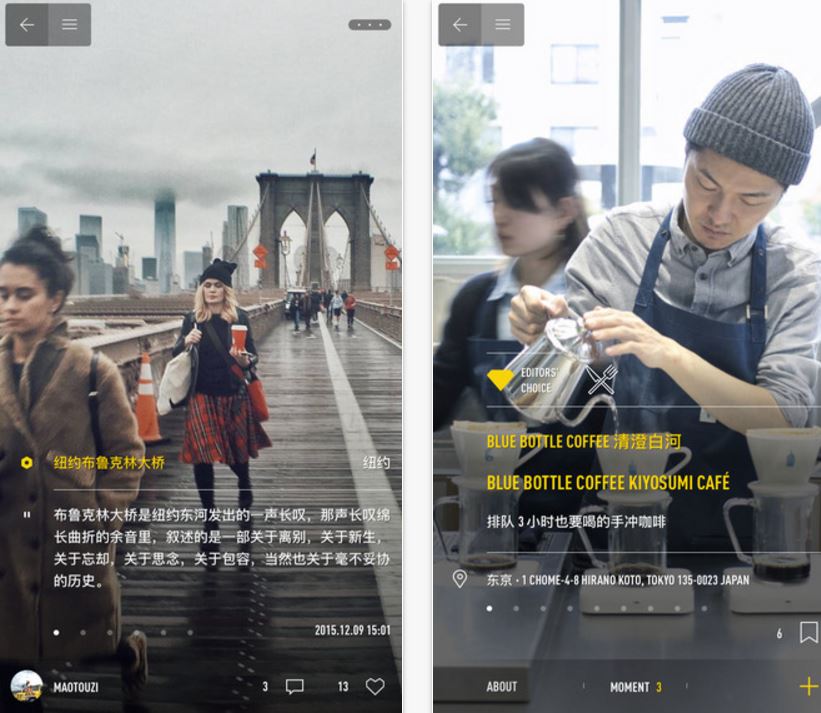 纽约布鲁克林大桥
纽约
"
布鲁克林大桥是纽约东河发出的一声长叹，那声长叹绵
长曲折的余音里，叙述的是一部关于离别，关于新生，
关于忘却，关于思念，关于包容，当然也关于毫不妥协
的历史。
2015.12.09 15:01
MAOTOUZI
3
13
EDITORS'
CHOICE
BLUE BOTTLE COFFEE 清澄白河
BLUE BOTTLE COFFEE KIYOSUMI CAFÉ
排队 3 小时也要喝的手冲咖啡
东京 · 1 CHOME-4-8 HIRANO KOTO, TOKYO 135-0023 JAPAN
6
ABOUT
MOMENT 3